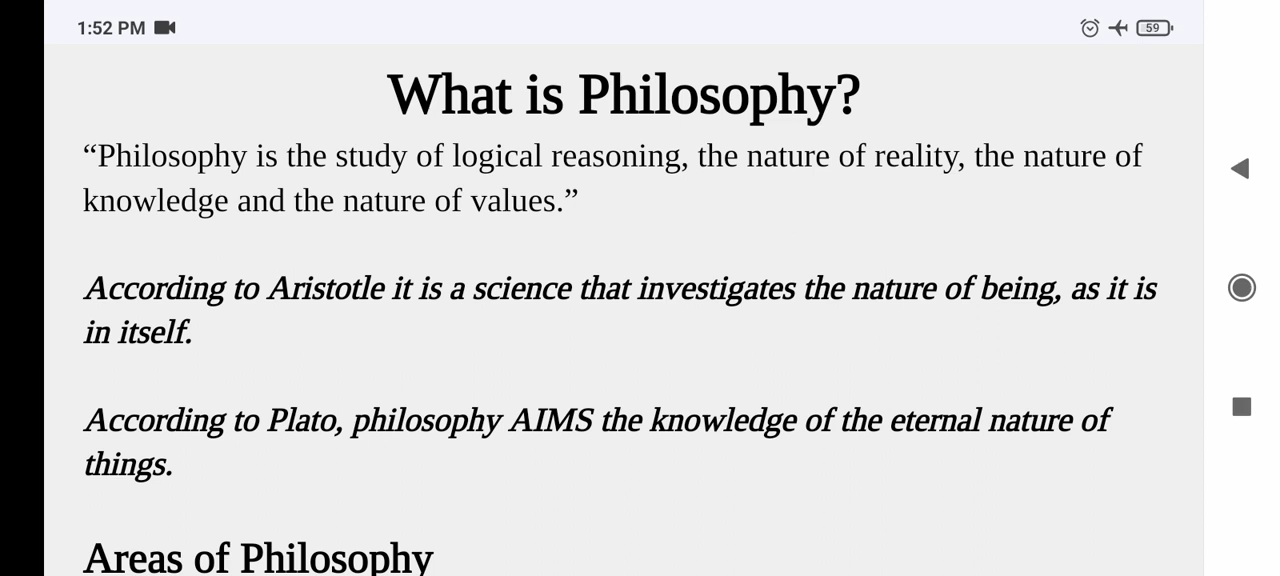 1:52 PM
59
What is Philosophy?
“Philosophy is the study of logical reasoning, the nature of reality, the nature of
knowledge and the nature of values.”
According to Aristotle it is a science that investigates the nature of being, as it is
in itself.
According to Plato, philosophy AIMS the knowledge of the eternal nature of
things.
Areas of Philosophy